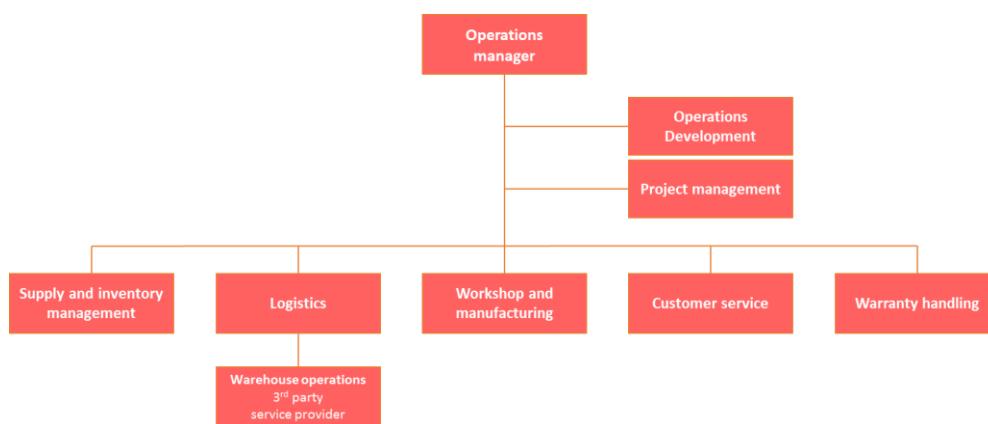 Operations
manager
Operations
Development
Project management
Supply and inventory
management
Logistics
Workshop and
manufacturing
Customer service
Warranty handling
Warehouse operations
3rd party
service provider